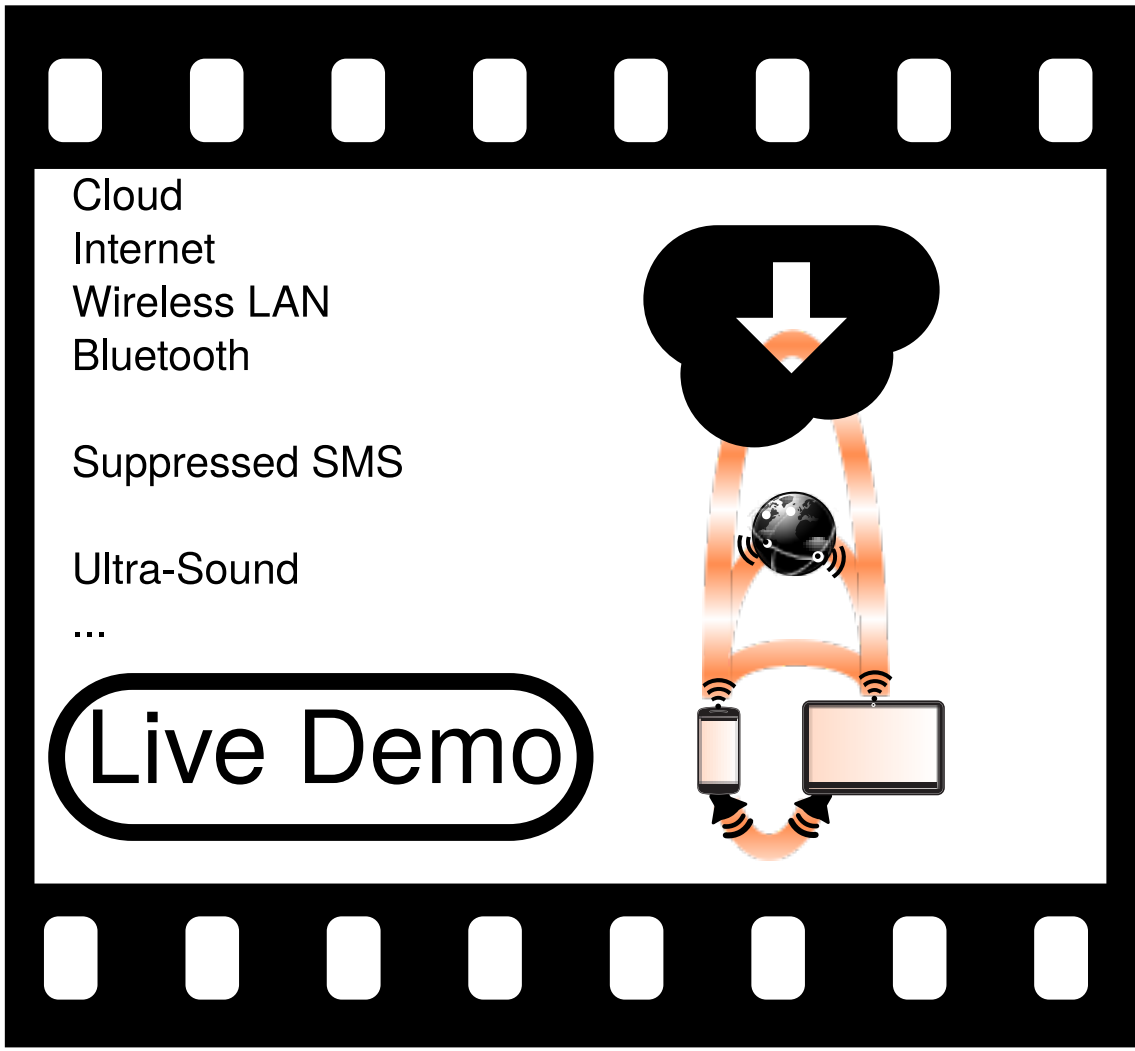 Cloud
Internet
Wireless LAN
Bluetooth
Suppressed SMS
Ultra-Sound
...
Live Demo